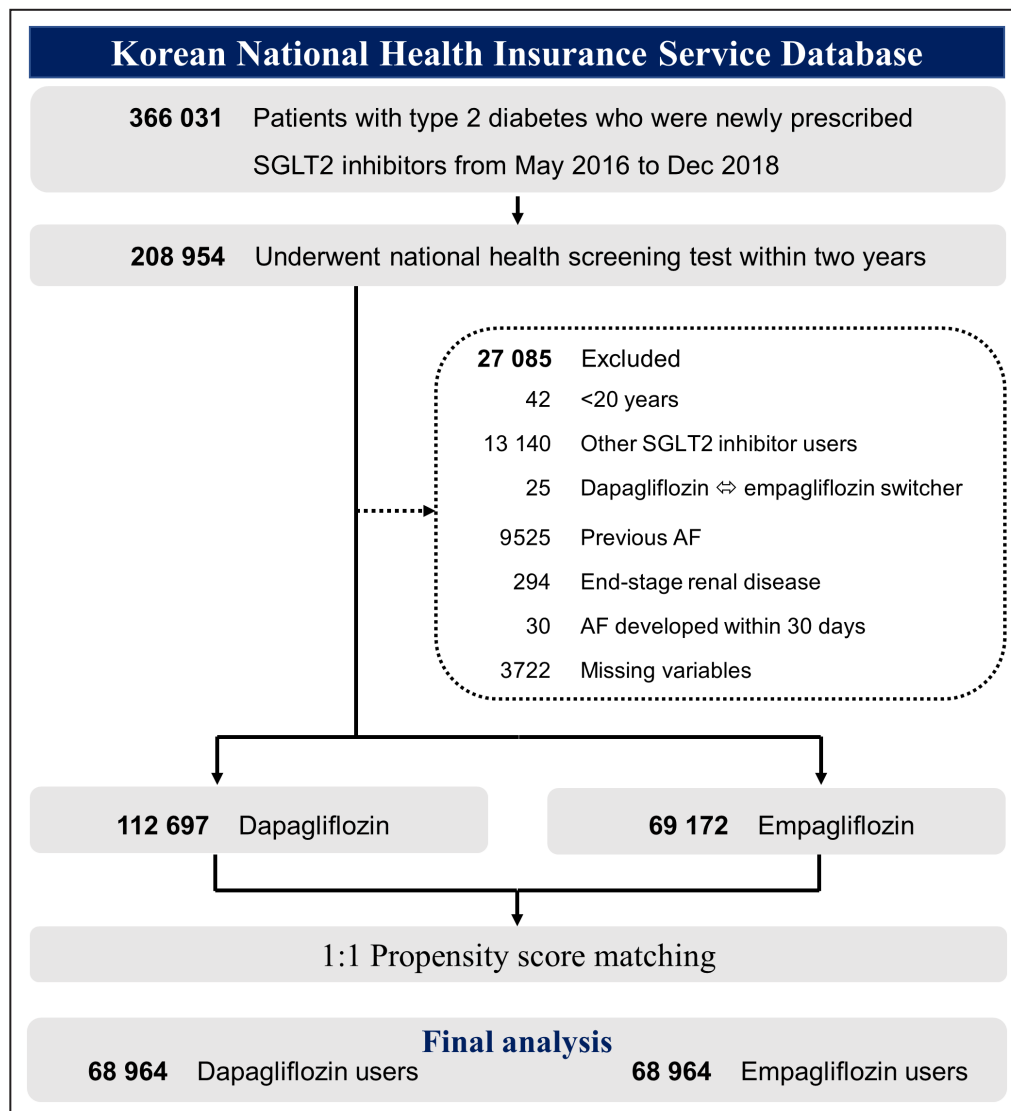 Korean National Health Insurance Service Database
366 031 Patients with type 2 diabetes who were newly prescribed
SGLT2 inhibitors from May 2016 to Dec 2018
208 954 Underwent national health screening test within two years
27 085 Excluded
42 <20 years
13 140 Other SGLT2 inhibitor users
25 Dapagliflozin ⇔ empagliflozin switcher
9525 Previous AF
294 End-stage renal disease
30 AF developed within 30 days
3722 Missing variables
112 697 Dapagliflozin
69 172 Empagliflozin
1:1 Propensity score matching
Final analysis
68 964 Dapagliflozin users
68 964 Empagliflozin users